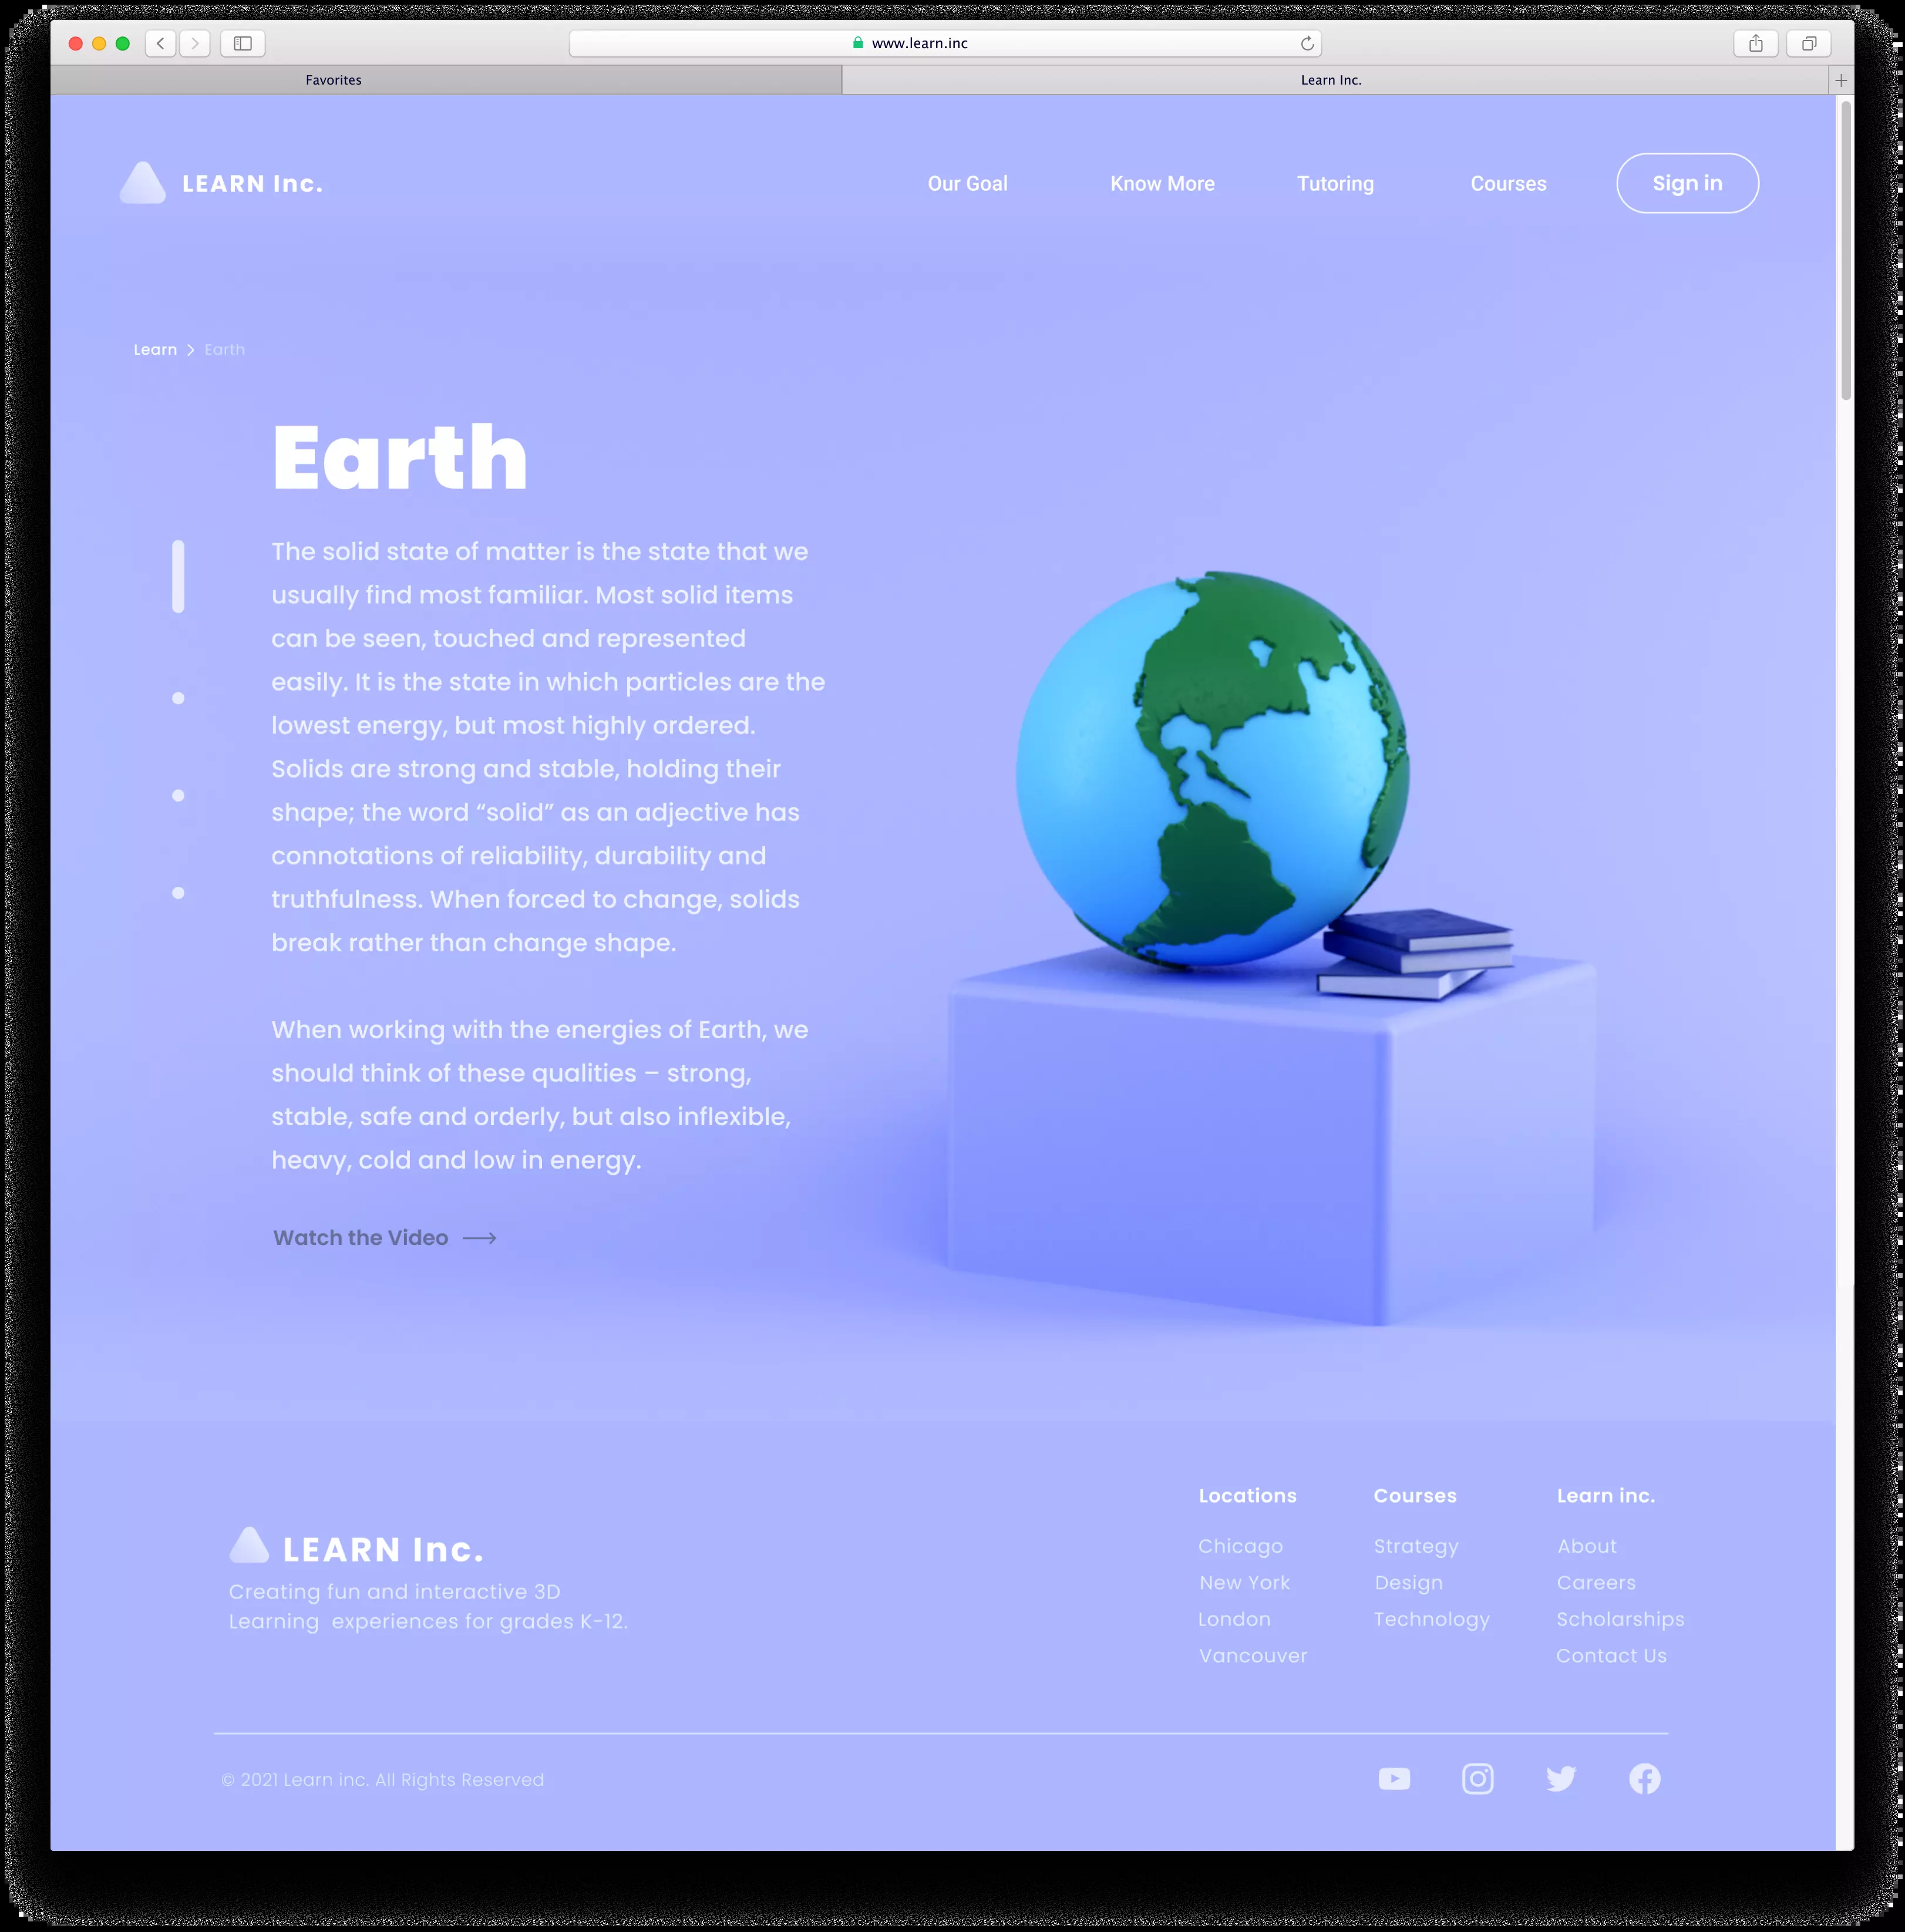 www.learn.inc
Favorites
Learn Inc.
LEARN Inc.
Our Goal
Know More
Tutoring
Courses
Sign in
Learn > Earth
Earth
The solid state of matter is the state that we
usually find most familiar. Most solid items
can be seen, touched and represented
easily. It is the state in which particles are the
lowest energy, but most highly ordered.
Solids are strong and stable, holding their
shape; the word “solid” as an adjective has
connotations of reliability, durability and
truthfulness. When forced to change, solids
break rather than change shape.
When working with the energies of Earth, we
should think of these qualities – strong,
stable, safe and orderly, but also inflexible,
heavy, cold and low in energy.
Watch the Video
LEARN Inc.
Creating fun and interactive 3D
Learning  experiences for grades K-12.
Locations
Chicago
New York
London
Vancouver
Courses
Strategy
Design
Technology
Learn inc.
About
Careers
Scholarships
Contact Us
© 2021 Learn inc. All Rights Reserved